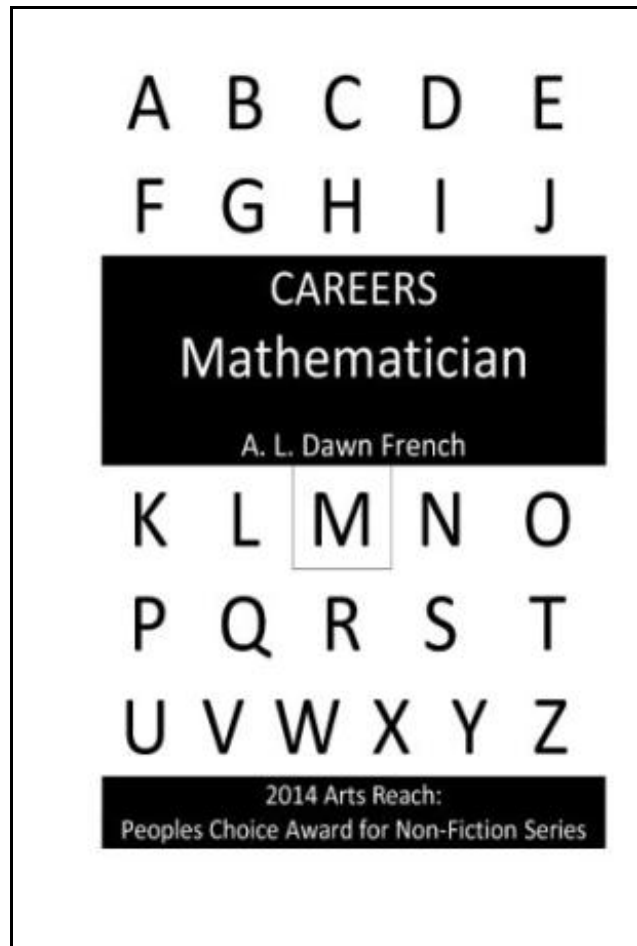 A B C D E
F G H I J
CAREERS
Mathematician
A. L. Dawn French
K L M N O
P Q R S T
U V W X Y Z
2014 Arts Reach:
Peoples Choice Award for Non-Fiction Series